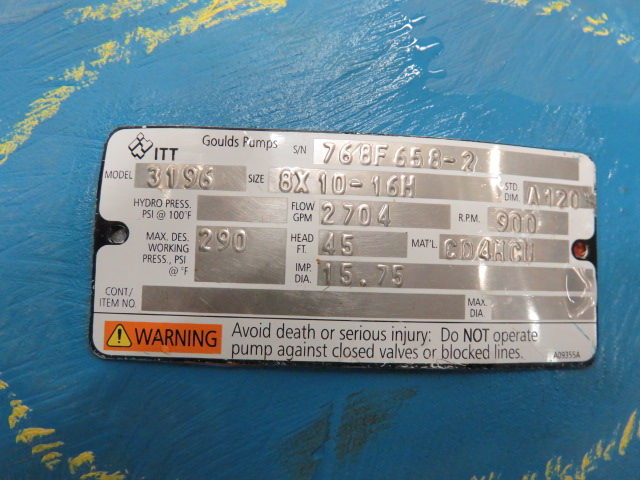 ITT Goulds Pumps S/N 768F658-2
MODEL 3196 SIZE 8X10-16H STD. DIM. A120
HYDRO PRESS. PSI @ 100°F FLOW GPM 2704 R.P.M. 900
MAX. DES. WORKING PRESS., PSI @ °F 290 HEAD FT. 45 MAT'L. CD4MCU
IMP. DIA. 15.75
CONT/ ITEM NO. MAX. DIA
WARNING Avoid death or serious injury: Do NOT operate
pump against closed valves or blocked lines.
A09355A